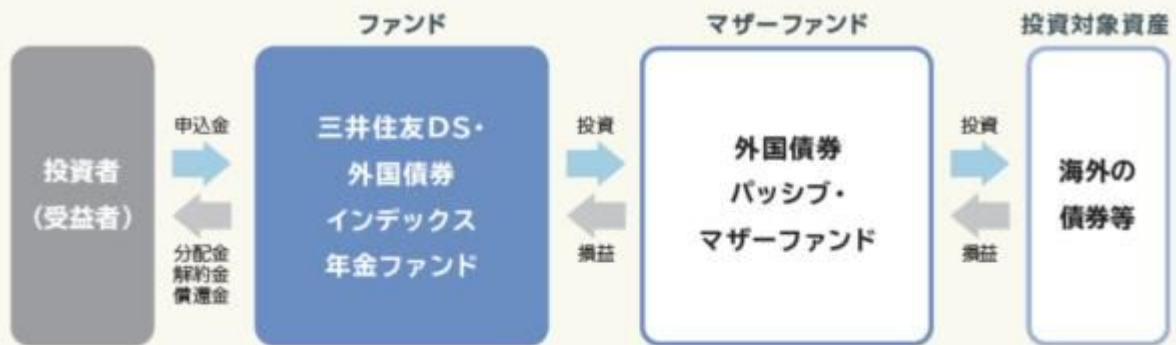 ファンド
マザーファンド
投資対象資産
投資者
(受益者)
申込金
分配金
解約金
償還金
三井住友DS・
外国債券
インデックス
年金ファンド
投資
損益
外国債券
パッシブ・
マザーファンド
投資
損益
海外の
債券等